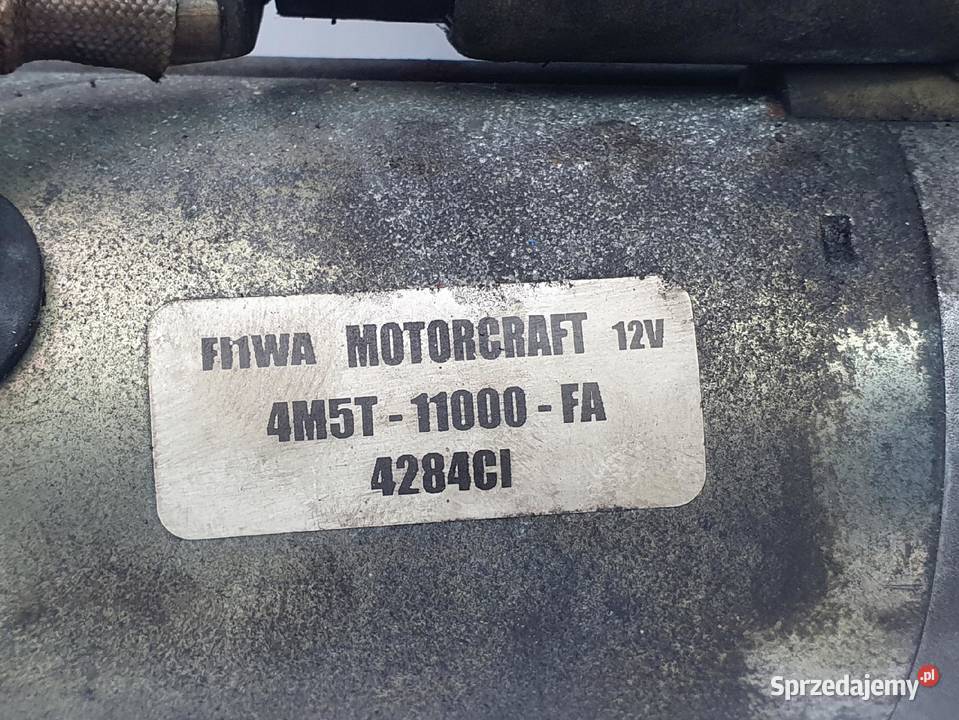 FI1WA MOTORCRAFT 12V
4M5T - 11000 - FA
4284CI
Sprzedajemy.pl